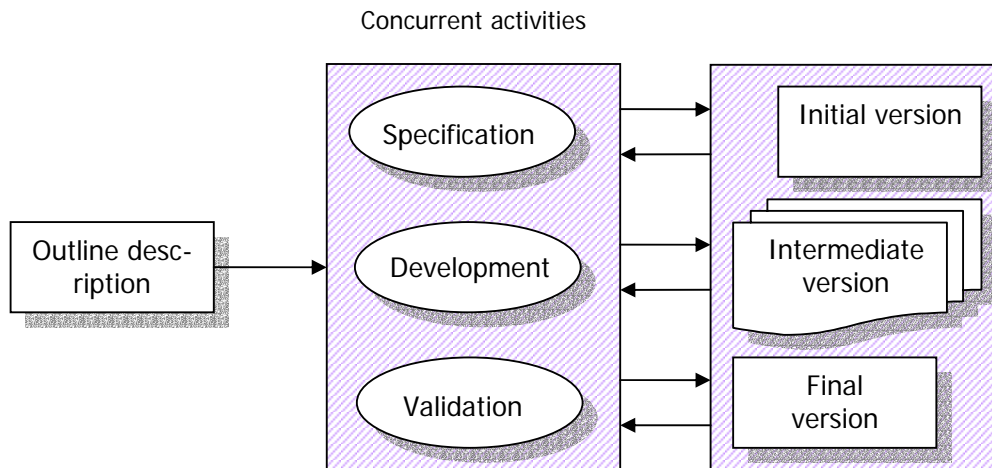 Concurrent activities
Specification
Initial version
Outline desc-
ription
Development
Intermediate
version
Validation
Final
version